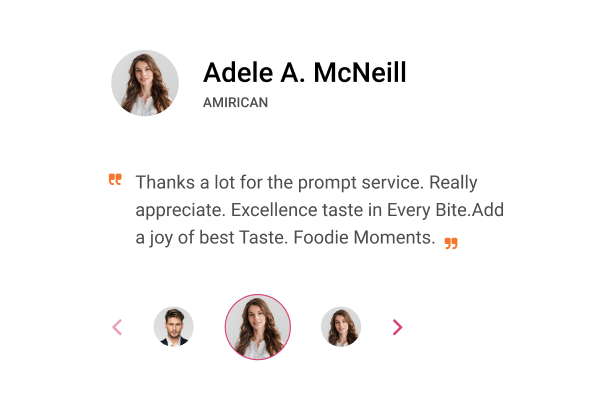 Adele A. McNeill
AMIRICAN
❝ Thanks a lot for the prompt service. Really
appreciate. Excellence taste in Every Bite.Add
a joy of best Taste. Foodie Moments. ❞